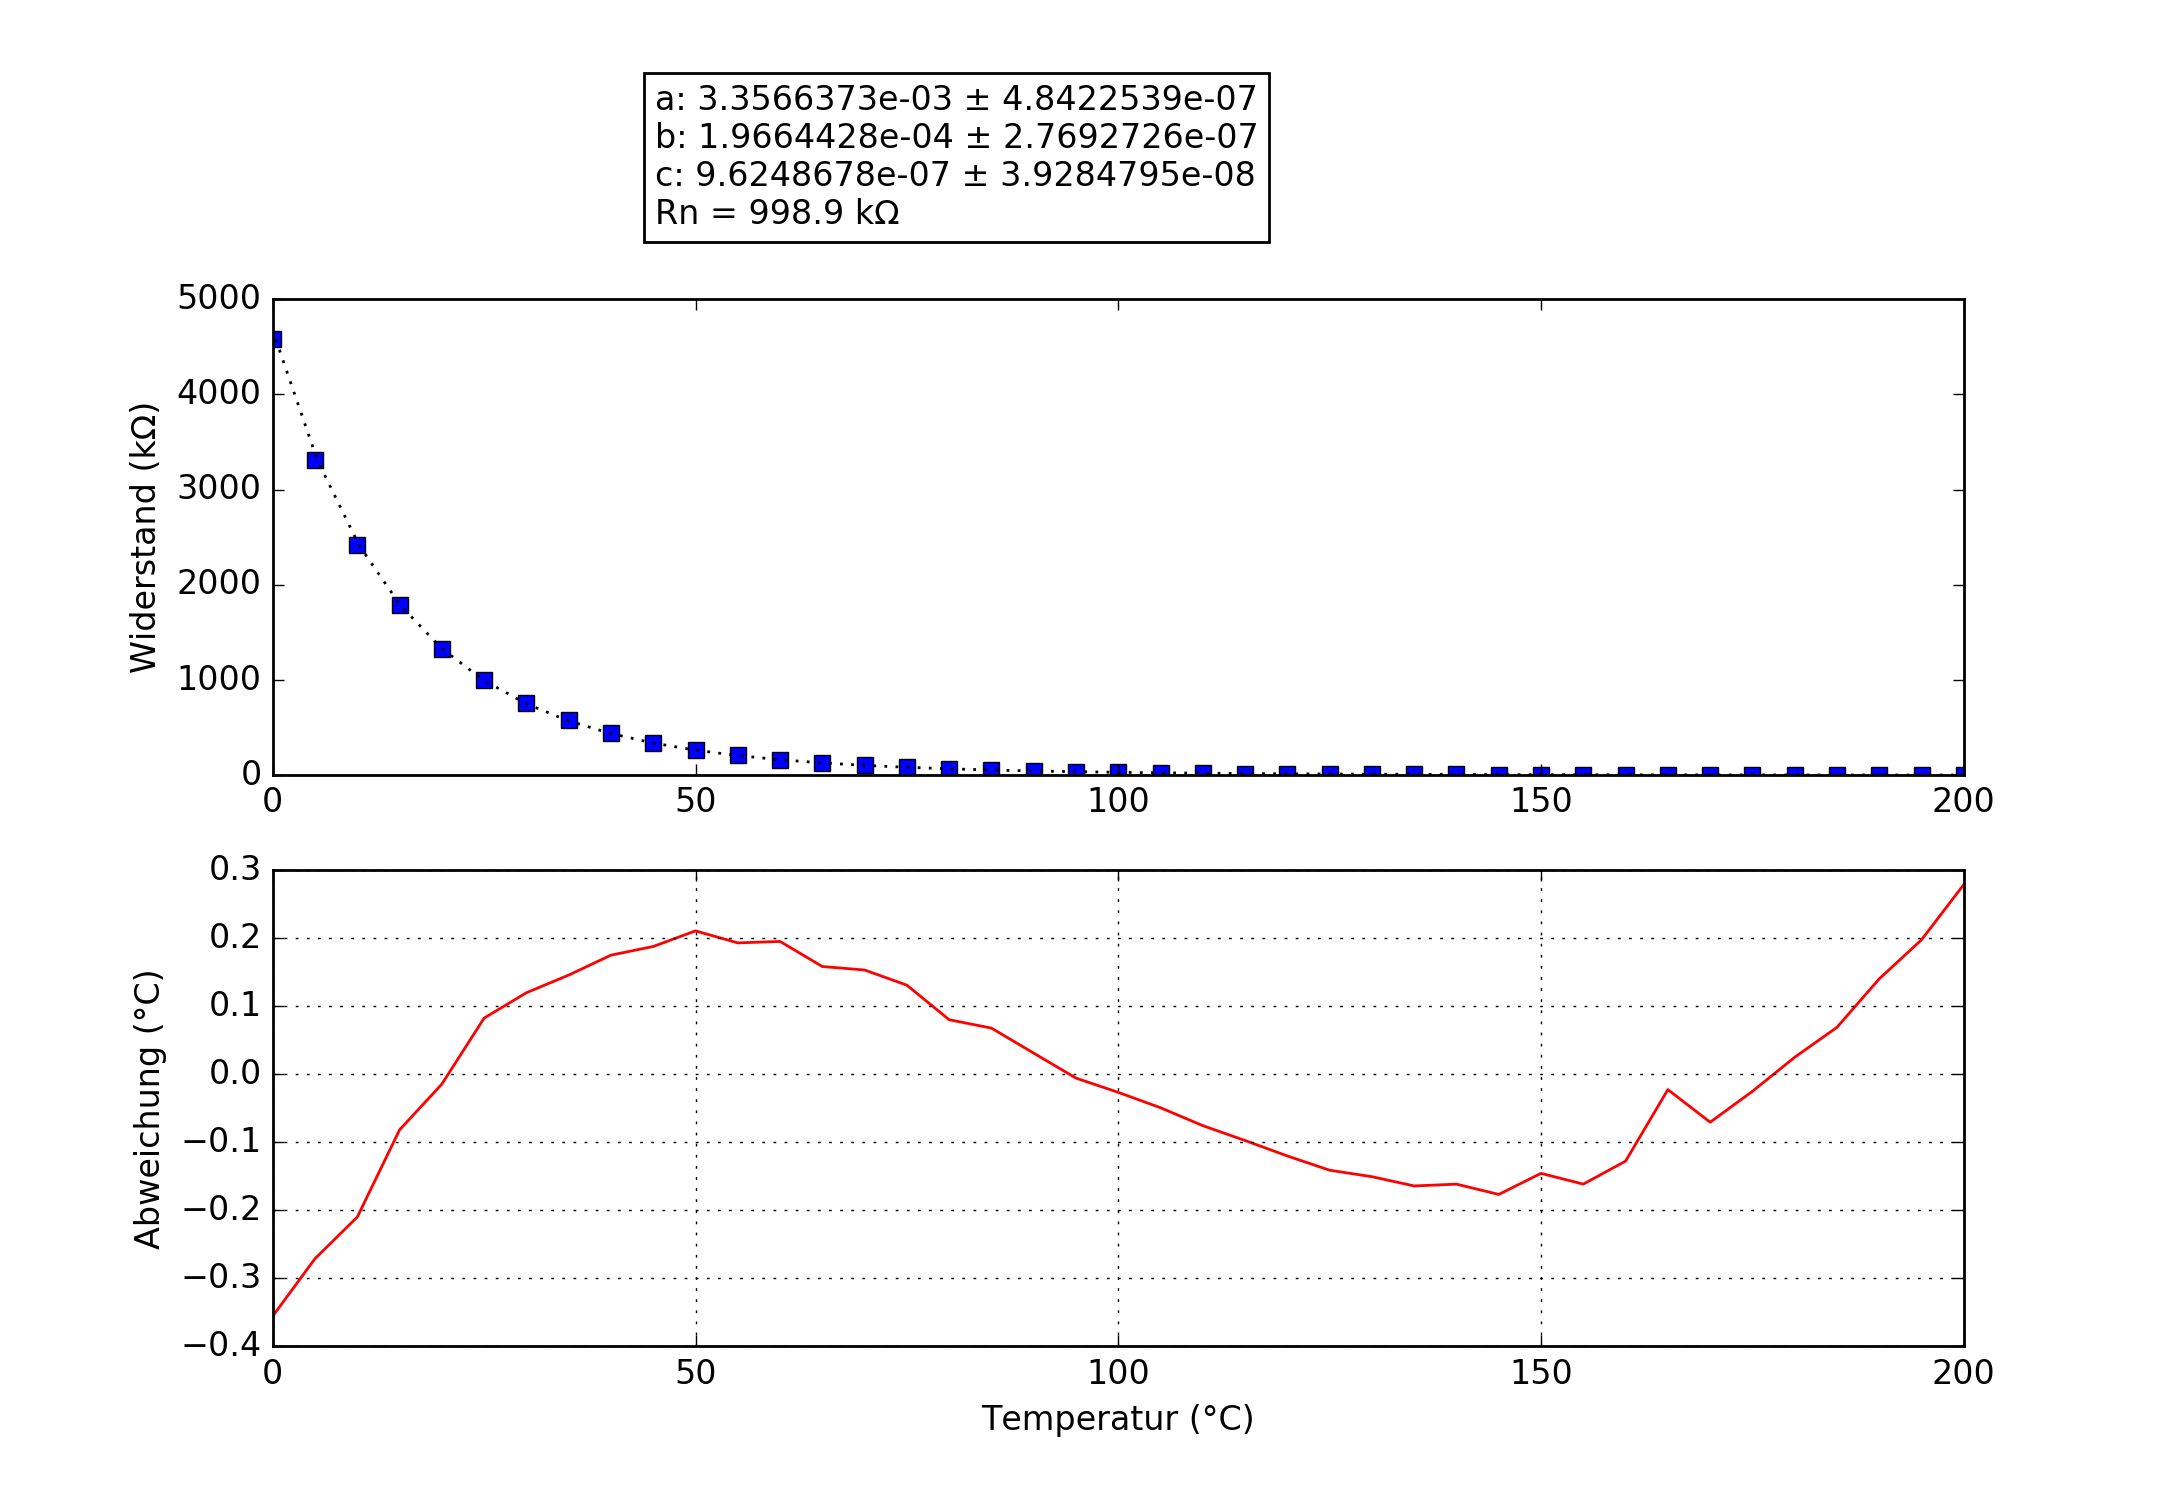 a: 3.3566373e-03 ± 4.8422539e-07
b: 1.9664428e-04 ± 2.7692726e-07
c: 9.6248678e-07 ± 3.9284795e-08
Rn = 998.9 kΩ
Widerstand (kΩ)
5000
4000
3000
2000
1000
0
0 50 100 150 200
Abweichung (°C)
0.3
0.2
0.1
0.0
−0.1
−0.2
−0.3
−0.4
0 50 100 150 200
Temperatur (°C)